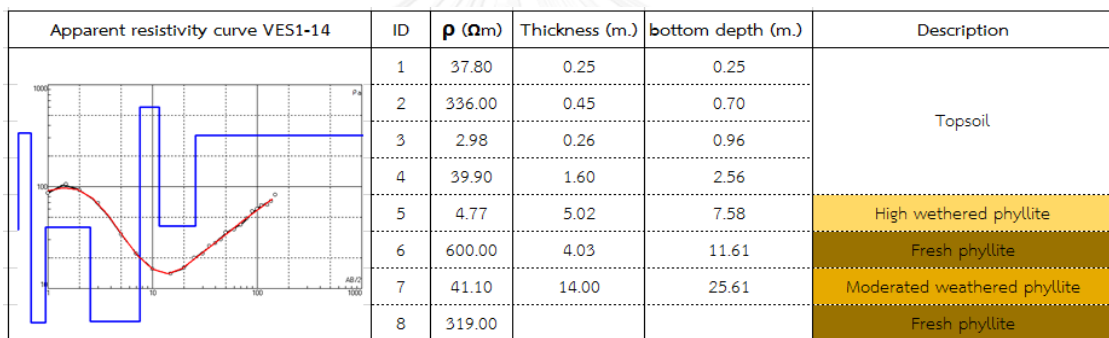 Apparent resistivity curve VES1-14 ID ρ (Ωm) Thickness (m.) bottom depth (m.) Description
1 37.80 0.25 0.25
2 336.00 0.45 0.70
Topsoil
3 2.98 0.26 0.96
4 39.90 1.60 2.56
5 4.77 5.02 7.58 High wethered phyllite
6 600.00 4.03 11.61 Fresh phyllite
7 41.10 14.00 25.61 Moderated weathered phyllite
8 319.00 Fresh phyllite
1000 ρa
100
10 AB/2
10 100 1000